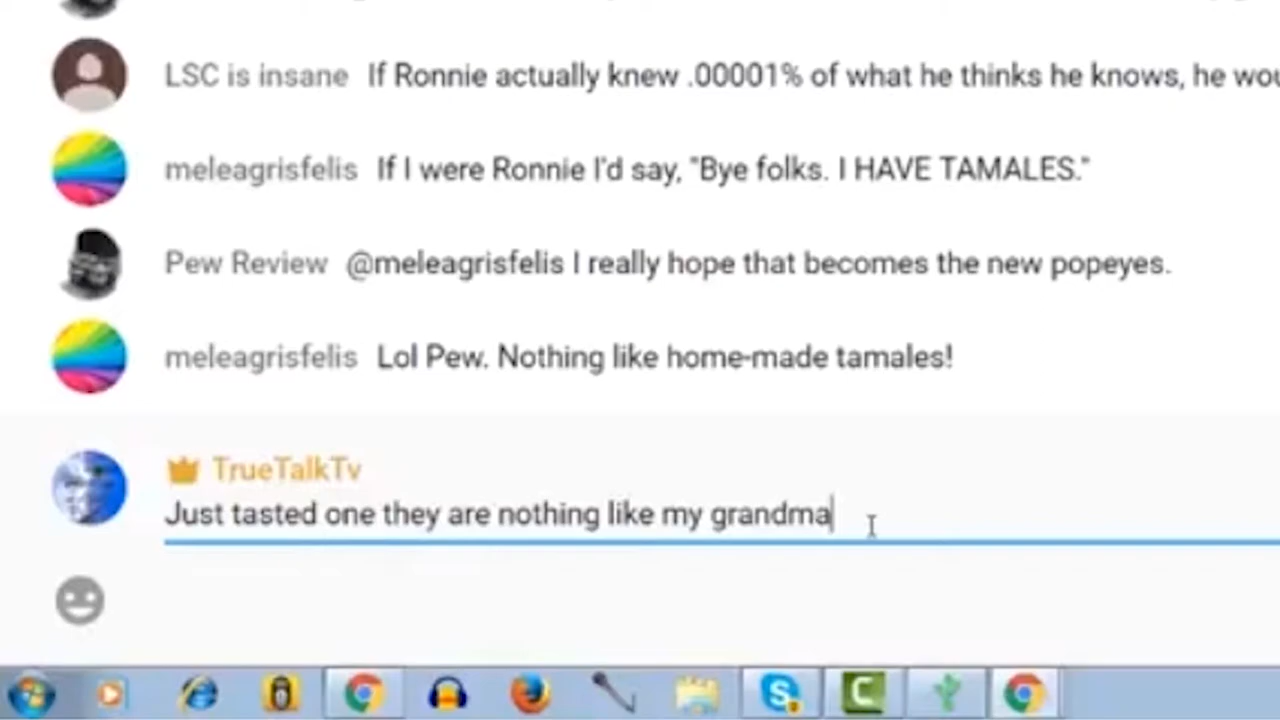 LSC is insane If Ronnie actually knew .00001% of what he thinks he knows, he
meleagrisfelis If I were Ronnie I'd say, "Bye folks. I HAVE TAMALES."
Pew Review @meleagrisfelis I really hope that becomes the new popeyes.
meleagrisfelis Lol Pew. Nothing like home-made tamales!
TrueTalkTv
Just tasted one they are nothing like my grandma